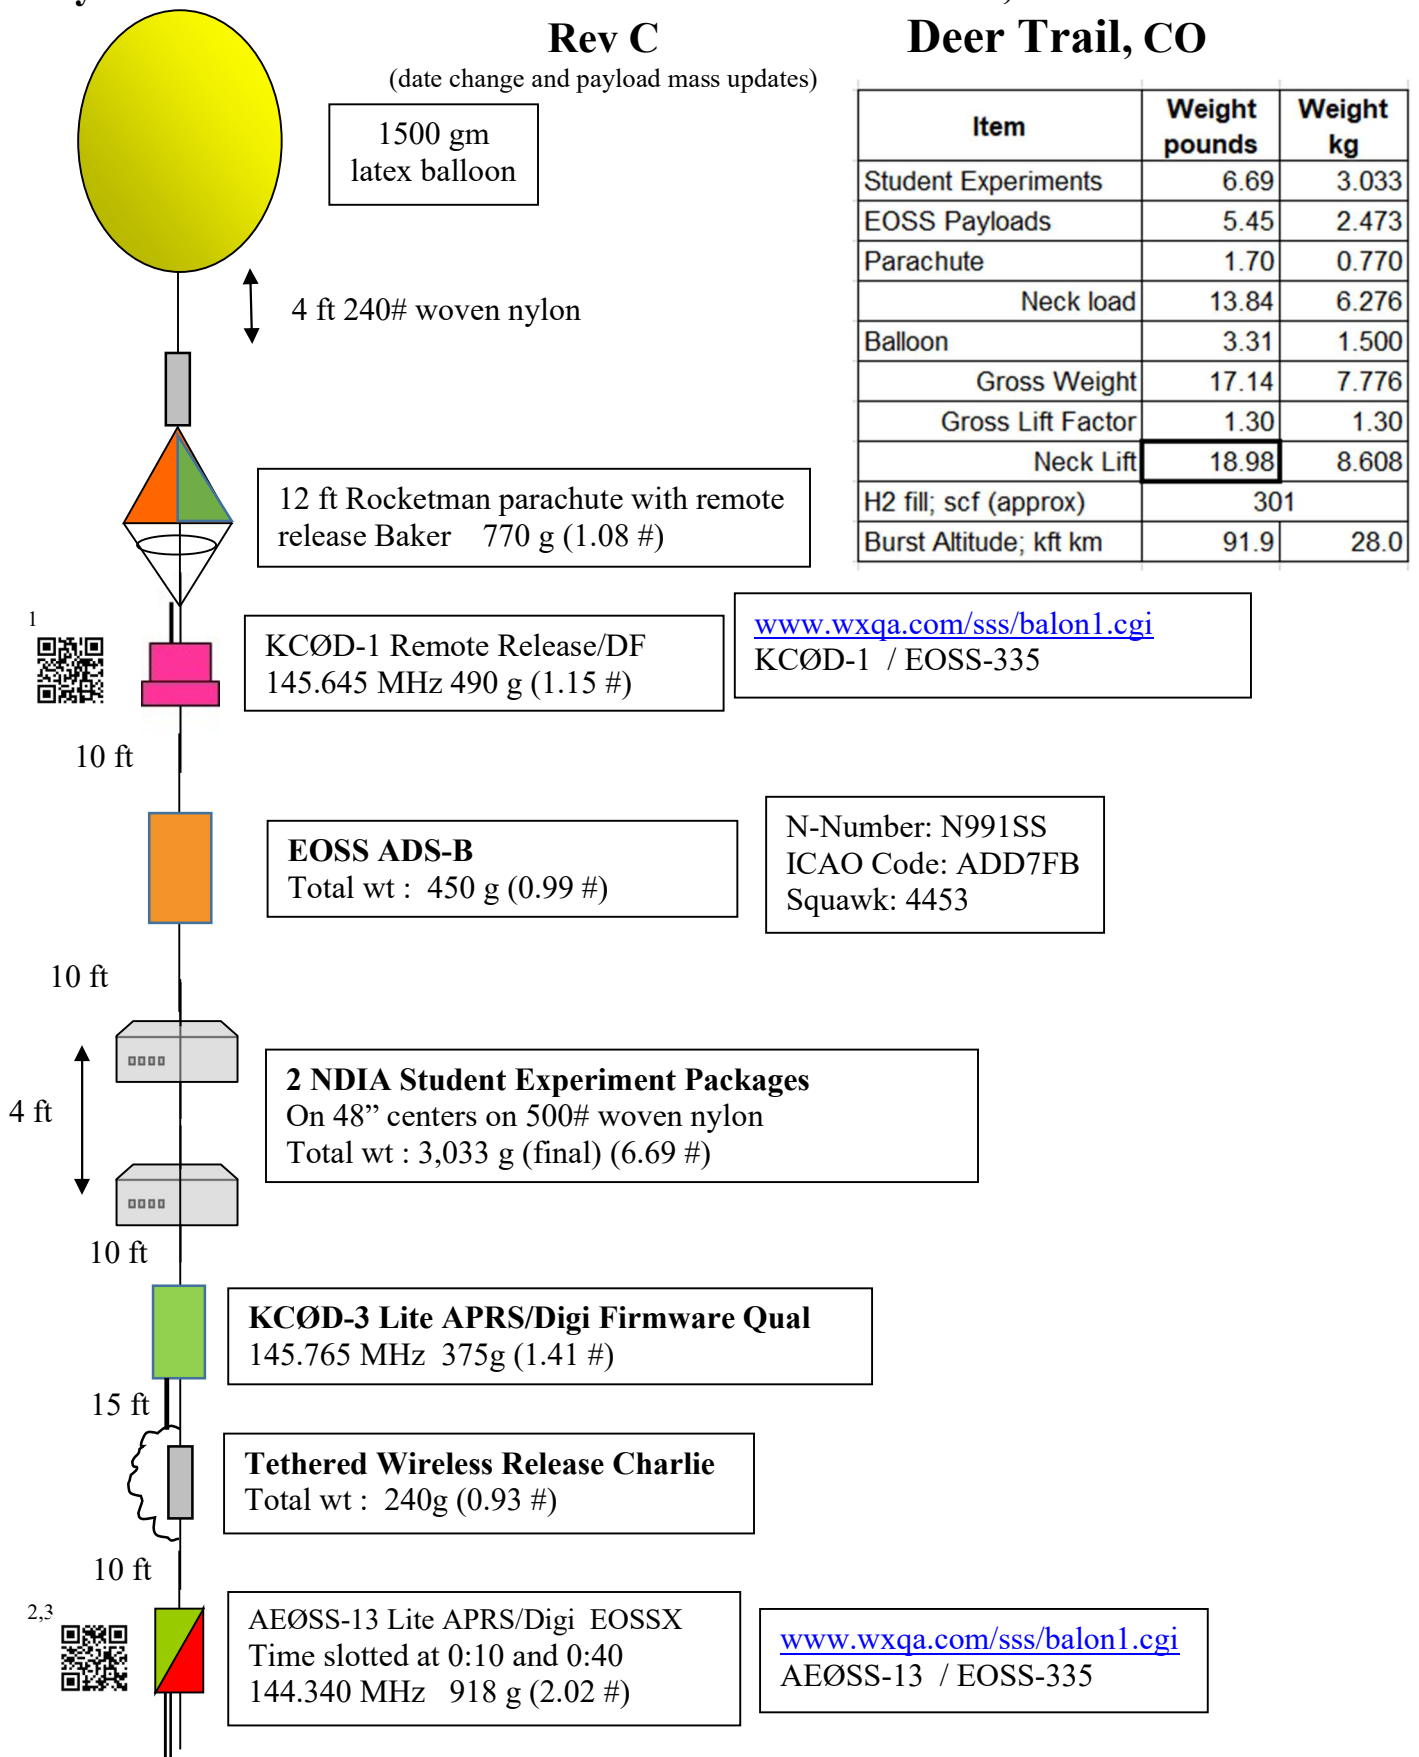 Rev C
Deer Trail, CO
(date change and payload mass updates)
1500 gm
latex balloon
Item Weight pounds Weight kg
Student Experiments 6.69 3.033
EOSS Payloads 5.45 2.473
Parachute 1.70 0.770
Neck load 13.84 6.276
Balloon 3.31 1.500
Gross Weight 17.14 7.776
Gross Lift Factor 1.30 1.30
Neck Lift 18.98 8.608
H2 fill; scf (approx) 301
Burst Altitude; kft km 91.9 28.0
4 ft 240# woven nylon
12 ft Rocketman parachute with remote
release Baker 770 g (1.08 #)
1
KCØD-1 Remote Release/DF
145.645 MHz 490 g (1.15 #)
www.wxqa.com/sss/balon1.cgi
KCØD-1 / EOSS-335
10 ft
EOSS ADS-B
Total wt : 450 g (0.99 #)
N-Number: N991SS
ICAO Code: ADD7FB
Squawk: 4453
10 ft
4 ft
2 NDIA Student Experiment Packages
On 48” centers on 500# woven nylon
Total wt : 3,033 g (final) (6.69 #)
10 ft
KCØD-3 Lite APRS/Digi Firmware Qual
145.765 MHz 375g (1.41 #)
15 ft
Tethered Wireless Release Charlie
Total wt : 240g (0.93 #)
10 ft
2,3
AEØSS-13 Lite APRS/Digi EOSSX
Time slotted at 0:10 and 0:40
144.340 MHz 918 g (2.02 #)
www.wxqa.com/sss/balon1.cgi
AEØSS-13 / EOSS-335